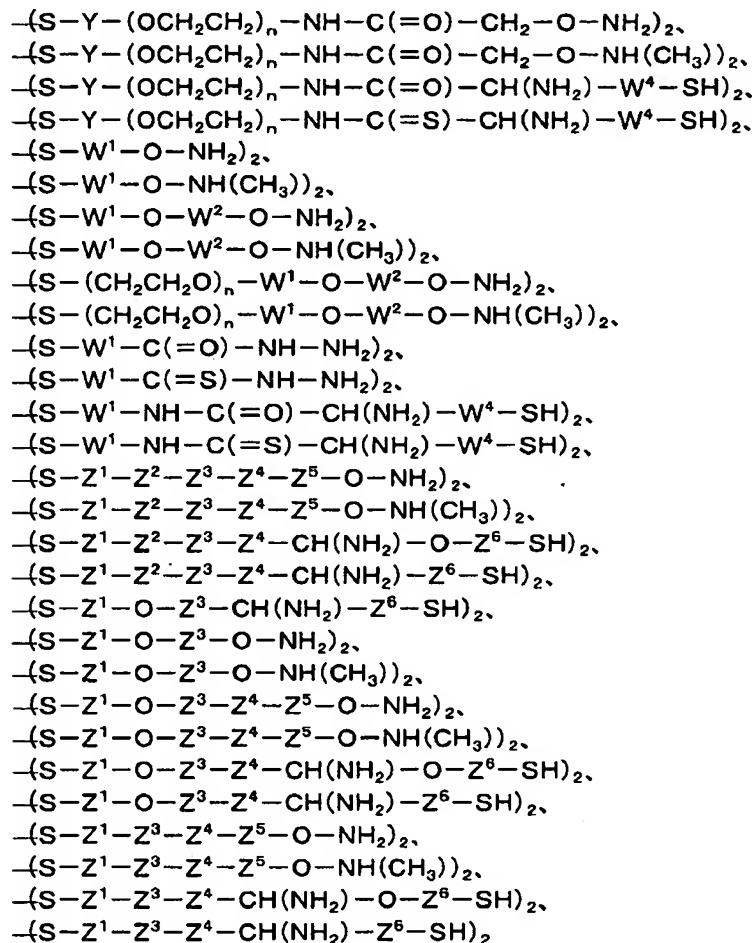 -(S-Y-(OCH₂CH₂)ₙ-NH-C(=O)-CH₂-O-NH₂)₂、
-(S-Y-(OCH₂CH₂)ₙ-NH-C(=O)-CH₂-O-NH(CH₃))₂、
-(S-Y-(OCH₂CH₂)ₙ-NH-C(=O)-CH(NH₂)-W⁴-SH)₂、
-(S-Y-(OCH₂CH₂)ₙ-NH-C(=S)-CH(NH₂)-W⁴-SH)₂、
-(S-W¹-O-NH₂)₂、
-(S-W¹-O-NH(CH₃))₂、
-(S-W¹-O-W²-O-NH₂)₂、
-(S-W¹-O-W²-O-NH(CH₃))₂、
-(S-(CH₂CH₂O)ₙ-W¹-O-W²-O-NH₂)₂、
-(S-(CH₂CH₂O)ₙ-W¹-O-W²-O-NH(CH₃))₂、
-(S-W¹-C(=O)-NH-NH₂)₂、
-(S-W¹-C(=S)-NH-NH₂)₂、
-(S-W¹-NH-C(=O)-CH(NH₂)-W⁴-SH)₂、
-(S-W¹-NH-C(=S)-CH(NH₂)-W⁴-SH)₂、
-(S-Z¹-Z²-Z³-Z⁴-Z⁵-O-NH₂)₂、
-(S-Z¹-Z²-Z³-Z⁴-Z⁵-O-NH(CH₃))₂、
-(S-Z¹-Z²-Z³-Z⁴-CH(NH₂)-O-Z⁶-SH)₂、
-(S-Z¹-Z²-Z³-Z⁴-CH(NH₂)-Z⁶-SH)₂、
-(S-Z¹-O-Z³-CH(NH₂)-Z⁶-SH)₂、
-(S-Z¹-O-Z³-O-NH₂)₂、
-(S-Z¹-O-Z³-O-NH(CH₃))₂、
-(S-Z¹-O-Z³-Z⁴-Z⁵-O-NH₂)₂、
-(S-Z¹-O-Z³-Z⁴-Z⁵-O-NH(CH₃))₂、
-(S-Z¹-O-Z³-Z⁴-CH(NH₂)-O-Z⁶-SH)₂、
-(S-Z¹-O-Z³-Z⁴-CH(NH₂)-Z⁶-SH)₂、
-(S-Z¹-Z³-Z⁴-Z⁵-O-NH₂)₂、
-(S-Z¹-Z³-Z⁴-Z⁵-O-NH(CH₃))₂、
-(S-Z¹-Z³-Z⁴-CH(NH₂)-O-Z⁶-SH)₂、
-(S-Z¹-Z³-Z⁴-CH(NH₂)-Z⁶-SH)₂